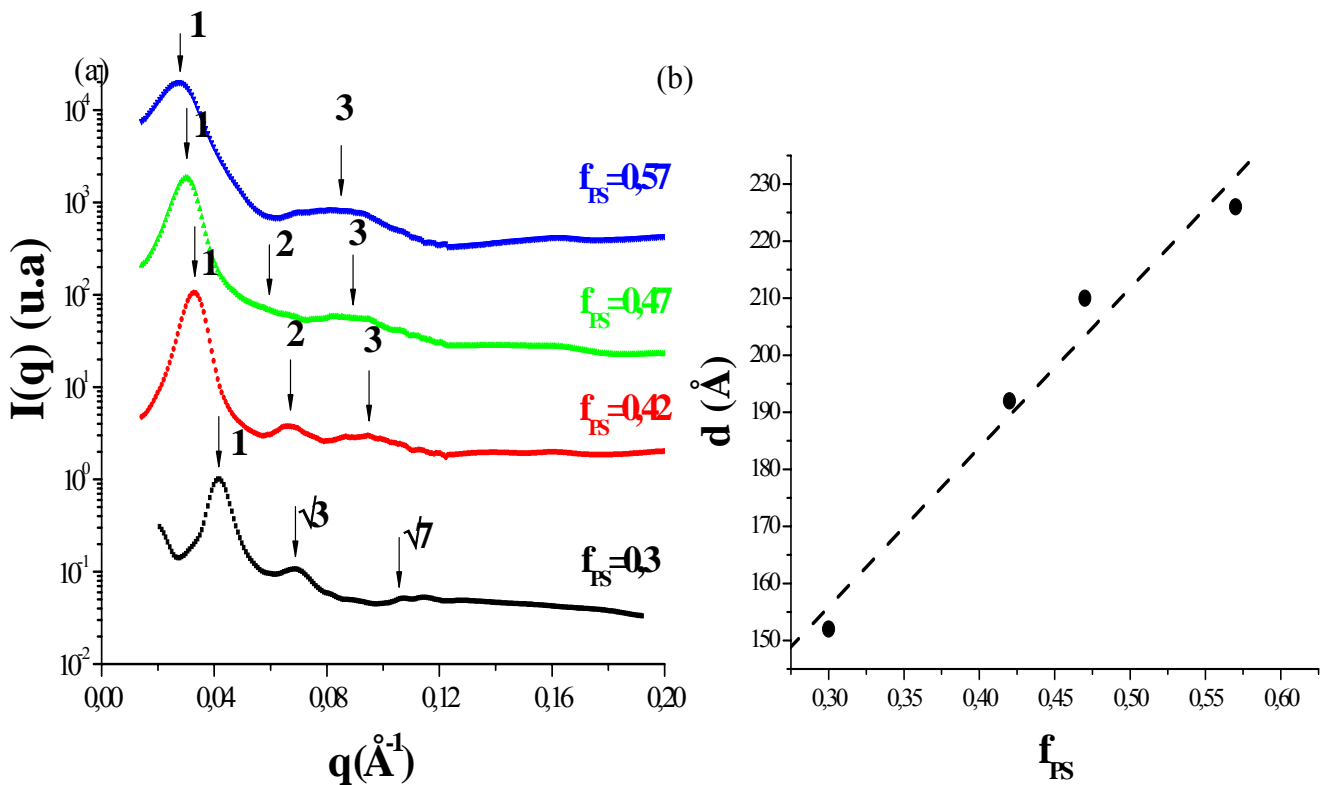 (a)
1
1
3
f_PS=0,57
2
3
1
f_PS=0,47
2
3
f_PS=0,42
1
√3
√7
f_PS=0,3
10^4
10^3
10^2
10^1
10^0
10^-1
10^-2
I(q) (u.a)
0,00 0,04 0,08 0,12 0,16 0,20
q(Å^-1)
(b)
230
220
210
200
190
180
170
160
150
d (Å)
0,30 0,35 0,40 0,45 0,50 0,55 0,60
f_PS